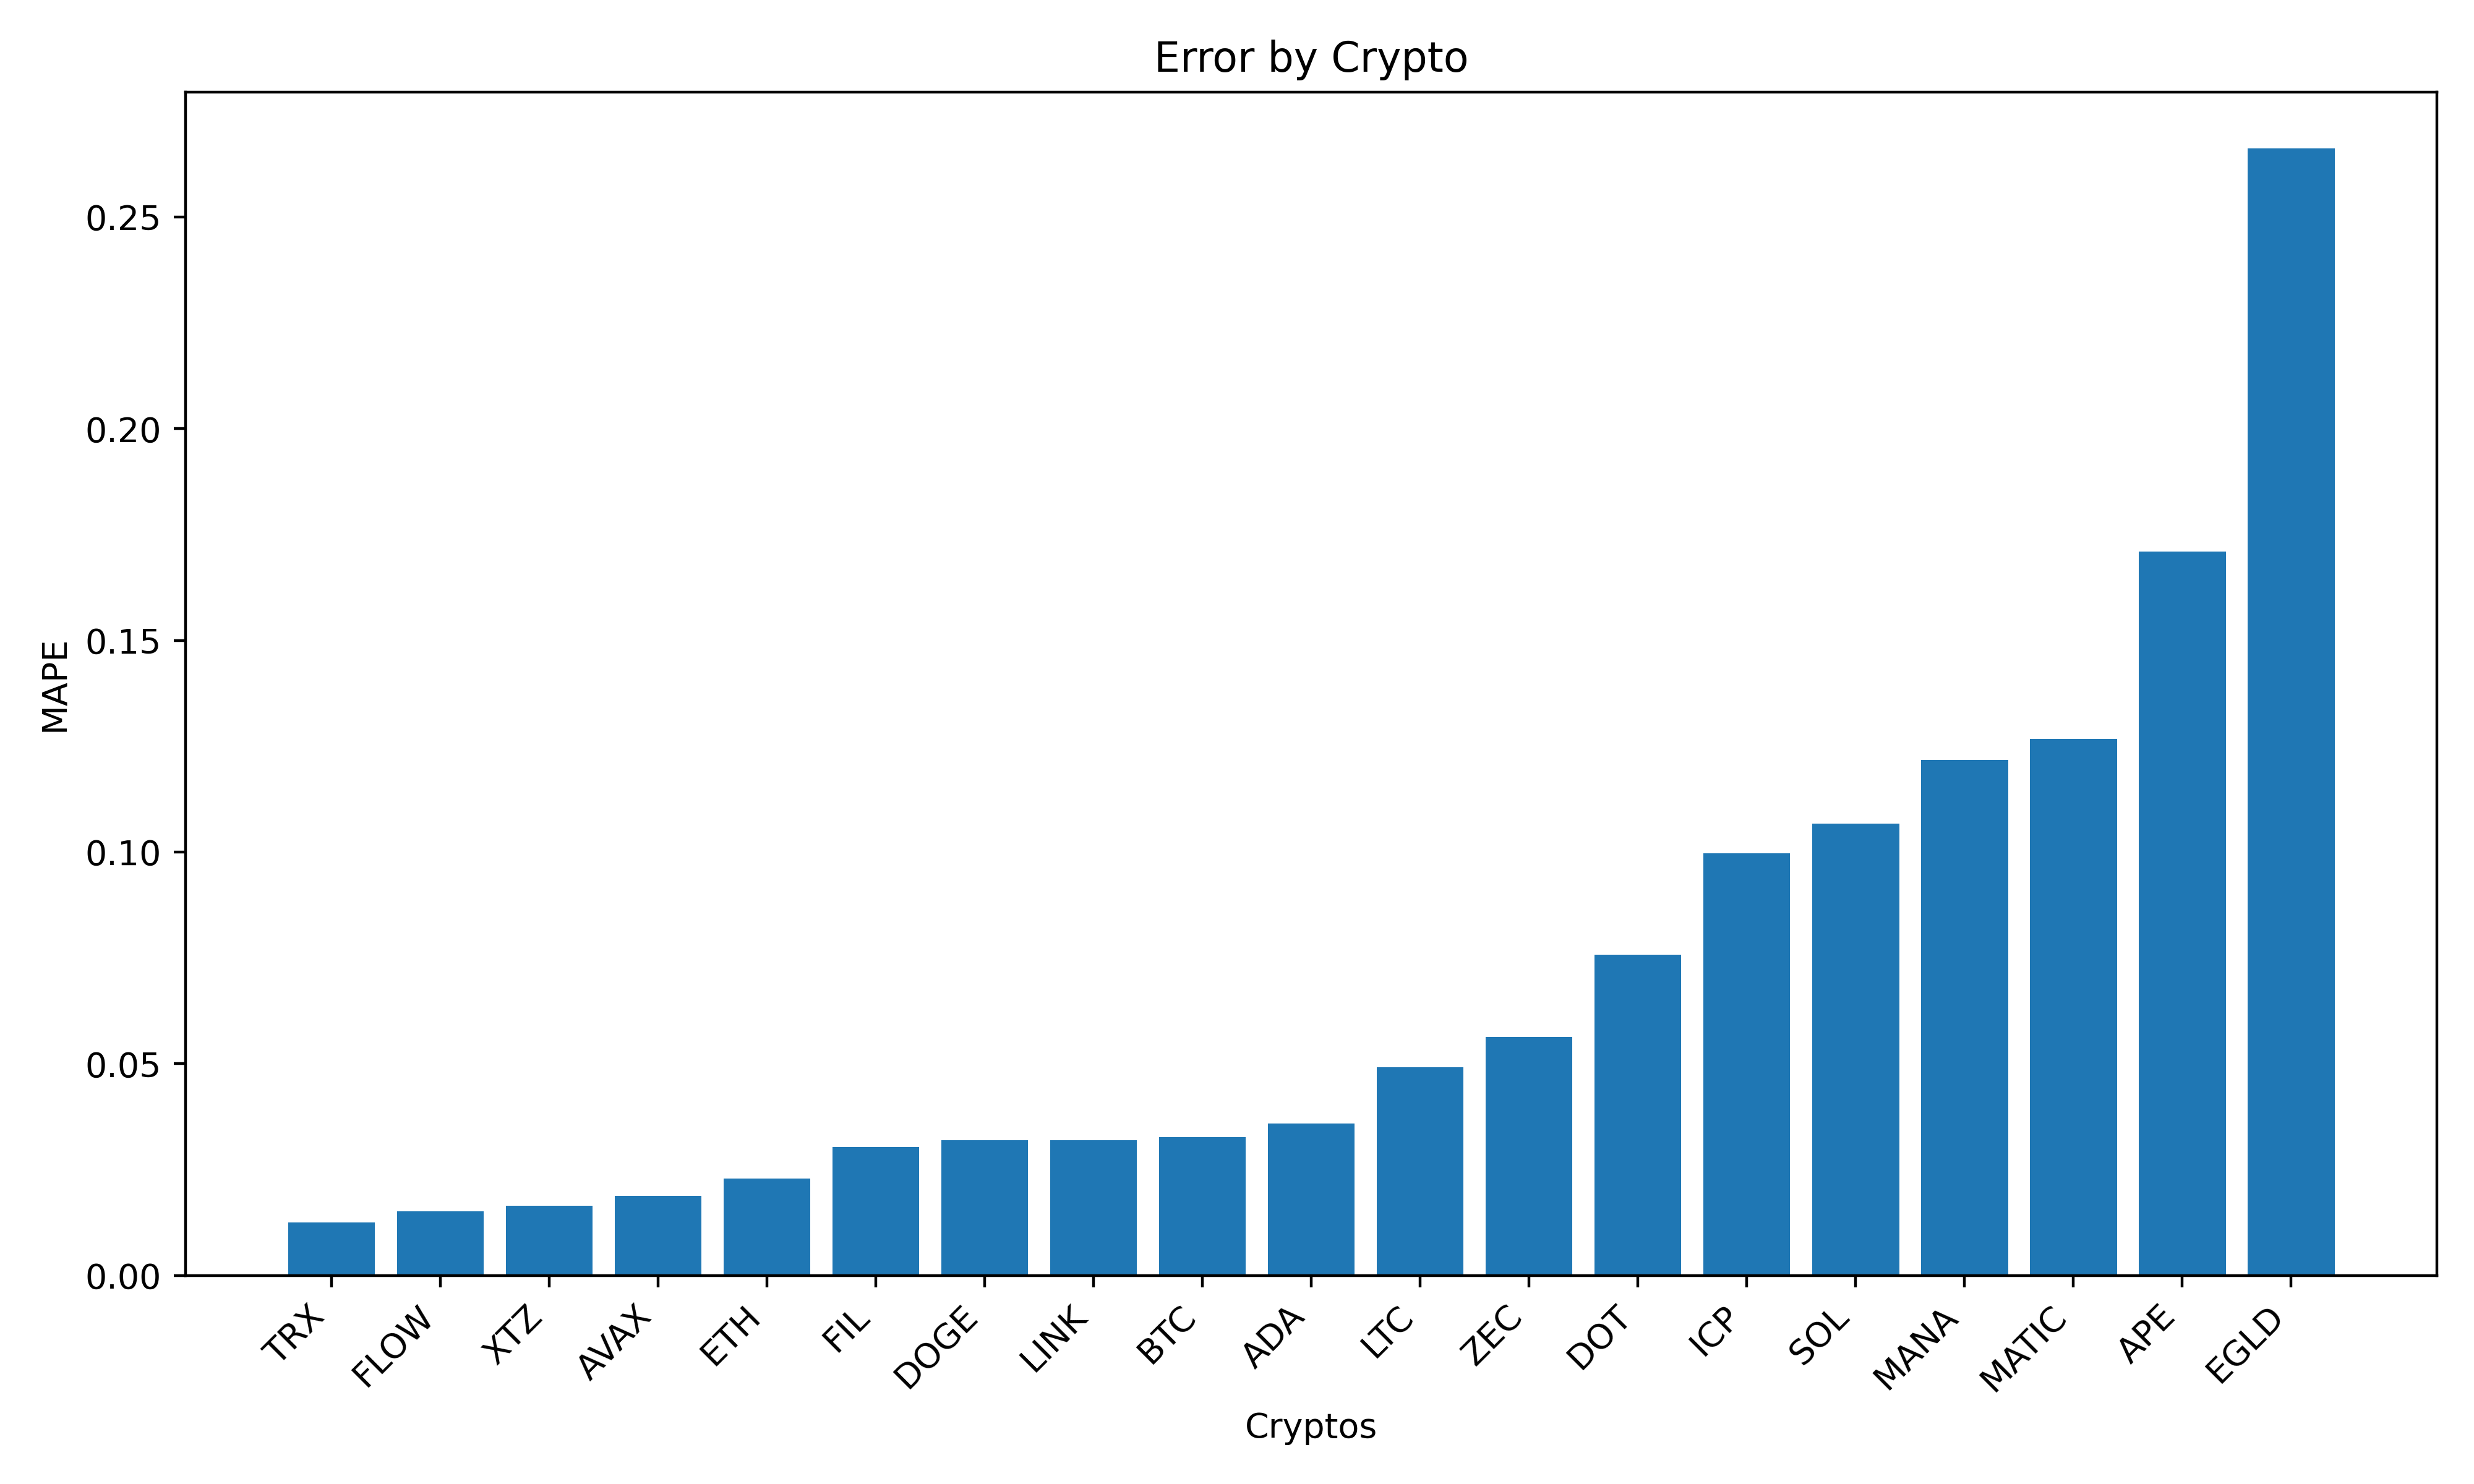 Error by Crypto
MAPE
0.25
0.20
0.15
0.10
0.05
0.00
TRX
FLOW
XTZ
AVAX
ETH
FIL
DOGE
LINK
BTC
ADA
LTC
ZEC
DOT
ICP
SOL
MANA
MATIC
APE
EGLD
Cryptos